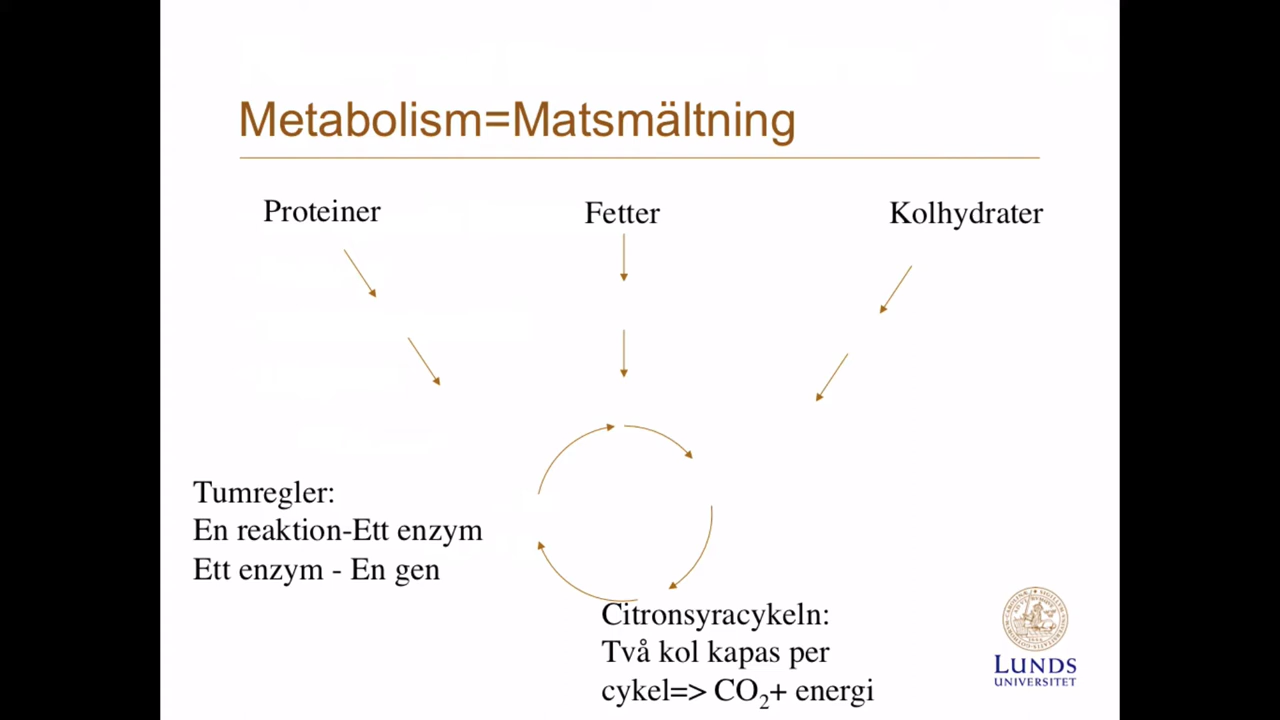 Metabolism=Matsmältning
Proteiner
Fetter
Kolhydrater
Tumregler:
En reaktion-Ett enzym
Ett enzym - En gen
Citronsyracykeln:
Två kol kapas per
cykel=> CO₂+ energi
LUNDS
UNIVERSITET